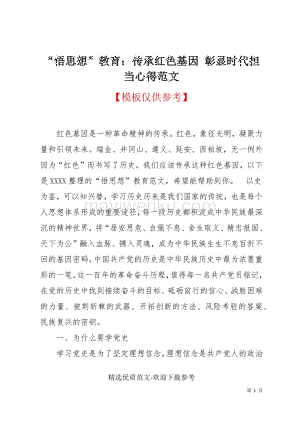 “悟思想”教育：传承红色基因 彰显时代担
当心得范文
【模板仅供参考】
红色基因是一种革命精神的传承。红色，象征光明，凝聚力
量和引领未来。瑞金、井冈山、遵义、延安、西柏坡，无一例外
因为“红色”而书写了历史。我们应该传承这种红色基因。以下
是 XXXX 整理的“悟思想”教育范文，希望能帮助到你。 以史
为鉴，可以知兴替。学习历史历来是我们国家的传统，也是每个
人思想体系形成的重要途径，每一段历史都积淀成中华民族最深
沉的精神世界，将“居安思危、自强不息、舍生取义、精忠报国、
天下为公”融入血脉、镌入灵魂，成为中华民族生生不息百折不
回的基因密码。中国共产党的历史是中华民族历史中最为浓墨重
彩的一笔，这一百年的革命奋斗历程，值得每一名共产党员铭记，
在党的历史中找到接续奋斗的目标、砥砺前行的信心、战胜困难
的力量、披荆斩棘的武器、开拓创新的方法、风险考验的答案、
民族复兴的密钥。
一、为什么要学党史
学习党史是为了坚定理想信念。理想信念是共产党人的政治
精选优质范文-欢迎下载参考
第 1 页